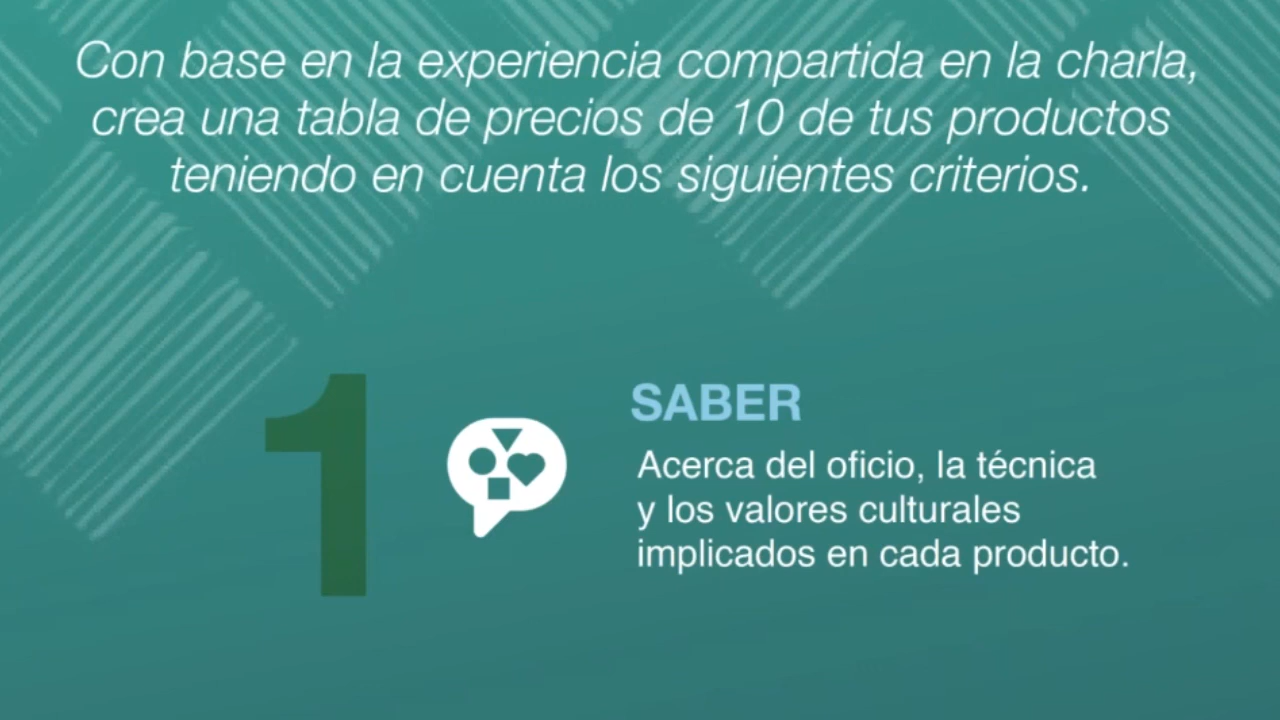 Con base en la experiencia compartida en la charla,
crea una tabla de precios de 10 de tus productos
teniendo en cuenta los siguientes criterios.
1
SABER
Acerca del oficio, la técnica
y los valores culturales
implicados en cada producto.